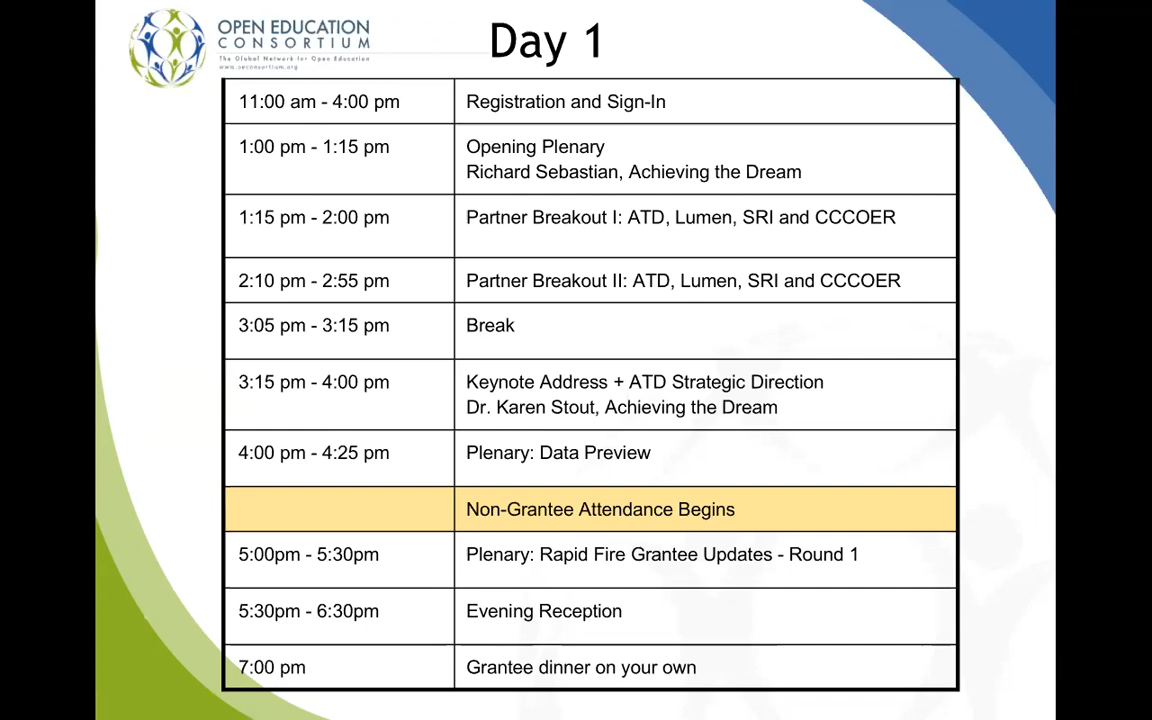 OPEN EDUCATION
CONSORTIUM
The Global Network for Open Education
www.oeconsortium.org
Day 1
11:00 am - 4:00 pm Registration and Sign-In
1:00 pm - 1:15 pm Opening Plenary
Richard Sebastian, Achieving the Dream
1:15 pm - 2:00 pm Partner Breakout I: ATD, Lumen, SRI and CCCOER
2:10 pm - 2:55 pm Partner Breakout II: ATD, Lumen, SRI and CCCOER
3:05 pm - 3:15 pm Break
3:15 pm - 4:00 pm Keynote Address + ATD Strategic Direction
Dr. Karen Stout, Achieving the Dream
4:00 pm - 4:25 pm Plenary: Data Preview
Non-Grantee Attendance Begins
5:00pm - 5:30pm Plenary: Rapid Fire Grantee Updates - Round 1
5:30pm - 6:30pm Evening Reception
7:00 pm Grantee dinner on your own